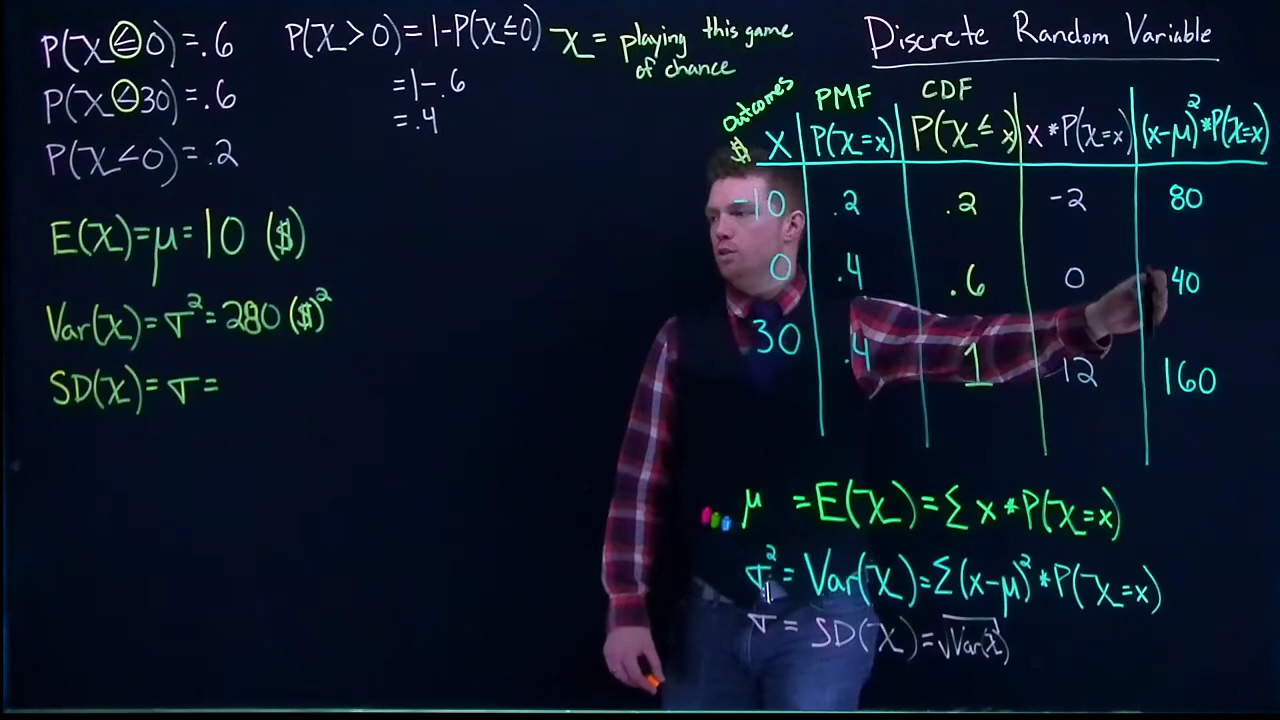 P(X ≤ 0) = .6
P(X ≤ 30) = .6
P(X < 0) = .2
P(X > 0) = 1 - P(X ≤ 0)
= 1 - .6
= .4
X = playing this game
of chance
E(X) = μ = 10 ($)
Var(X) = σ² = 280 ($)²
SD(X) = σ =
Discrete Random Variable
Outcomes PMF CDF
$ x P(X=x) P(X ≤ x) x * P(X=x) (x-μ)² * P(X=x)
-10 .2 .2 -2 80
0 .4 .6 0 40
30 .4 1 12 160
μ = E(X) = Σ x * P(X=x)
σ² = Var(X) = Σ (x-μ)² * P(X=x)
σ = SD(X) = √Var(X)